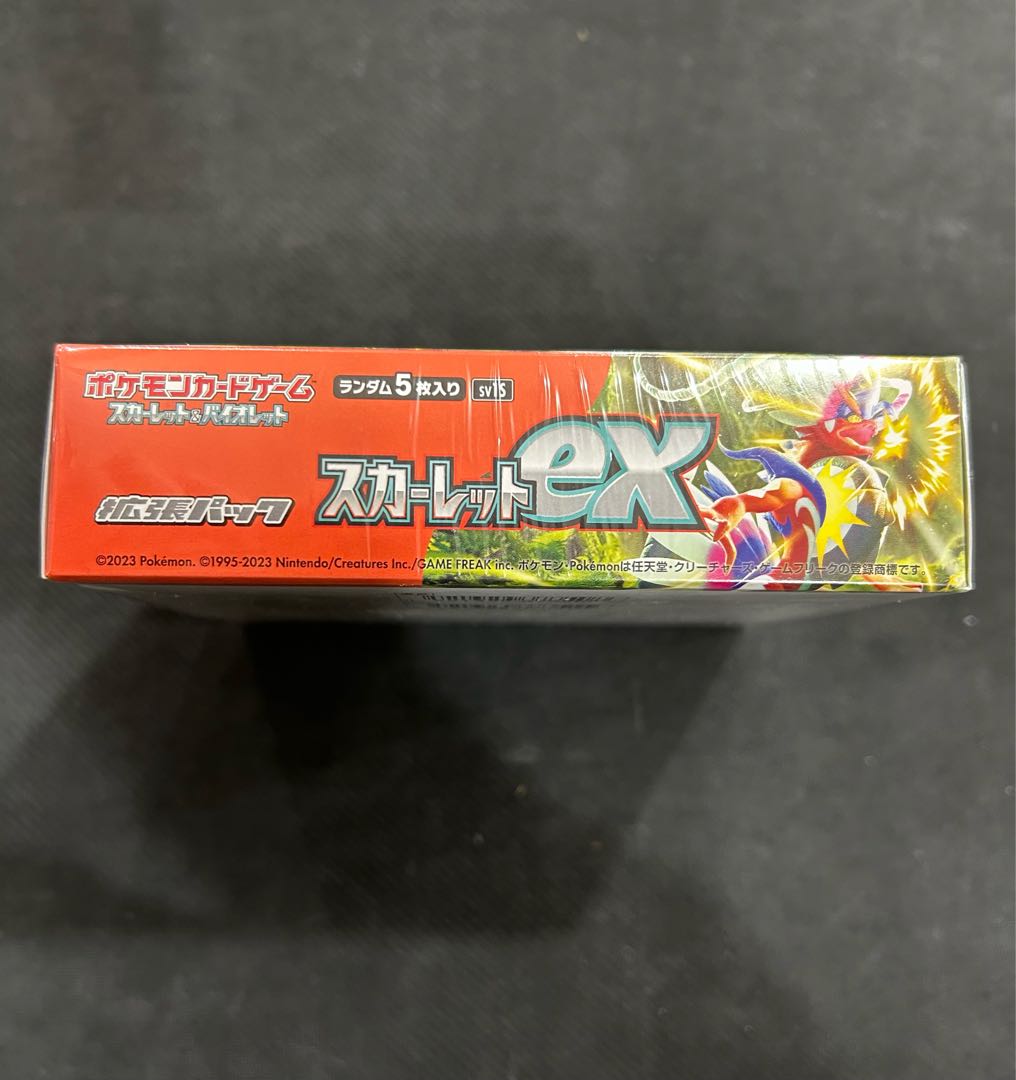 ポケモンカードゲーム
スカーレット&バイオレット
ランダム5枚入り SV1S
拡張パック
スカーレットex
©2023 Pokémon. ©1995-2023 Nintendo/Creatures Inc./GAME FREAK inc. ポケモン・Pokémonは任天堂・クリーチャーズ・ゲームフリークの登録商標です。